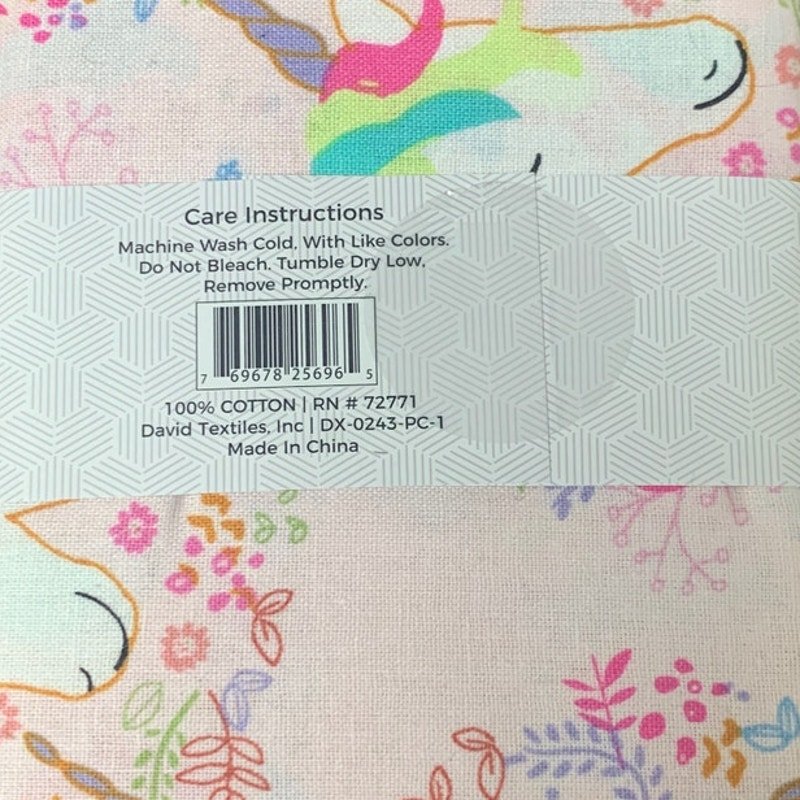 Care Instructions
Machine Wash Cold, With Like Colors.
Do Not Bleach. Tumble Dry Low,
Remove Promptly.
7 69678 25696 5
100% COTTON | RN # 72771
David Textiles, Inc | DX-0243-PC-1
Made In China